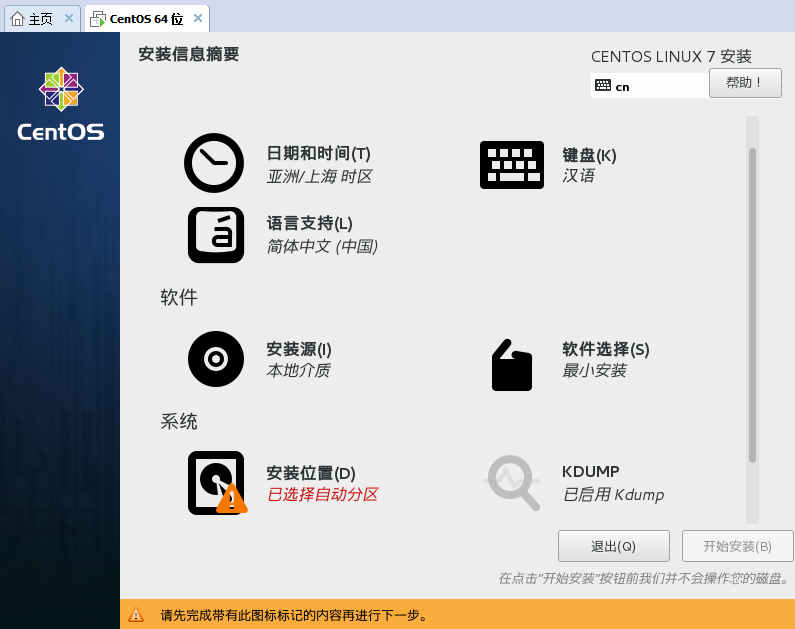 主页
CentOS 64 位
CentOS
安装信息摘要
CENTOS LINUX 7 安装
cn
帮助！
日期和时间(T)
亚洲/上海 时区
键盘(K)
汉语
语言支持(L)
简体中文 (中国)
软件
安装源(I)
本地介质
软件选择(S)
最小安装
系统
安装位置(D)
已选择自动分区
KDUMP
已启用 Kdump
退出(Q)
开始安装(B)
在点击"开始安装"按钮前我们并不会操作您的磁盘。
请先完成带有此图标标记的内容再进行下一步。